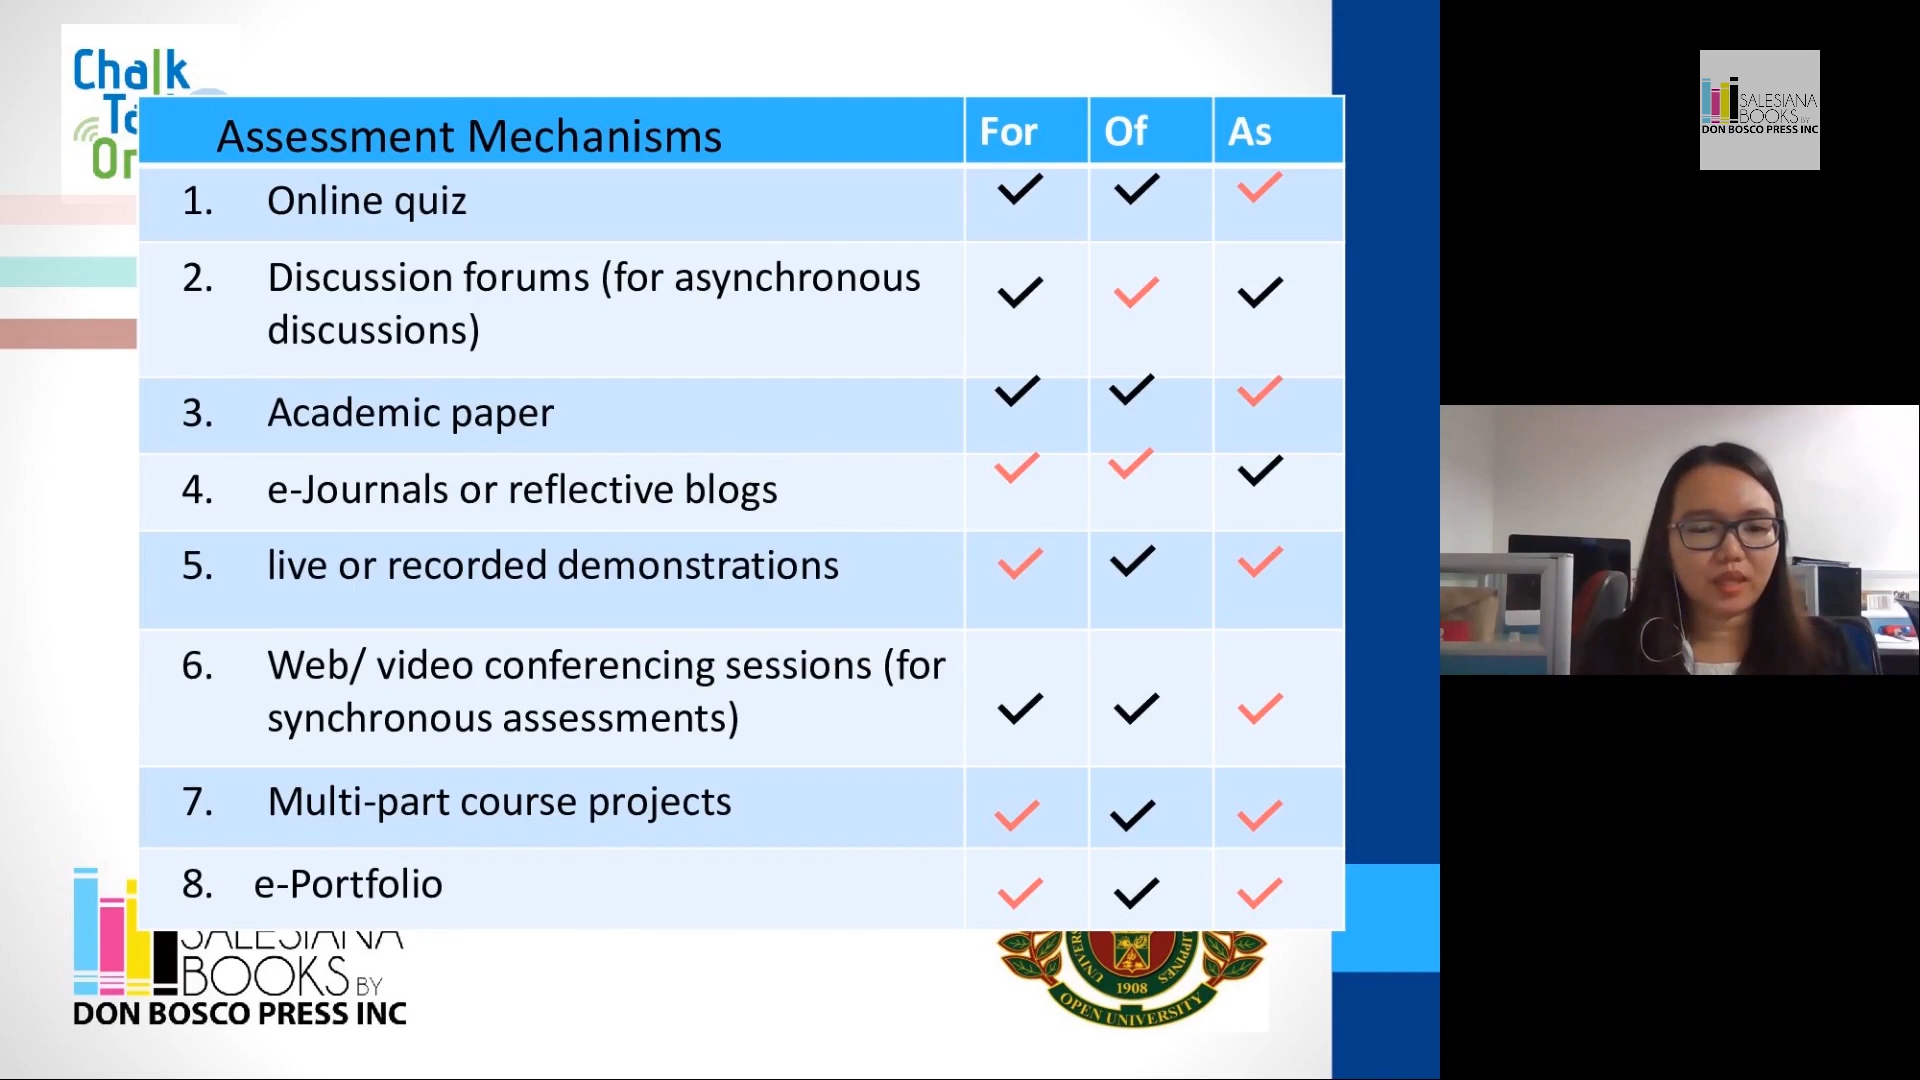 Chalk
Assessment Mechanisms For Of As
1. Online quiz
2. Discussion forums (for asynchronous
discussions)
3. Academic paper
4. e-Journals or reflective blogs
5. live or recorded demonstrations
6. Web/ video conferencing sessions (for
synchronous assessments)
7. Multi-part course projects
8. e-Portfolio
SALESIANA
BOOKS BY
DON BOSCO PRESS INC
1908
OPEN UNIVERSITY
SALESIANA
BOOKS BY
DON BOSCO PRESS INC